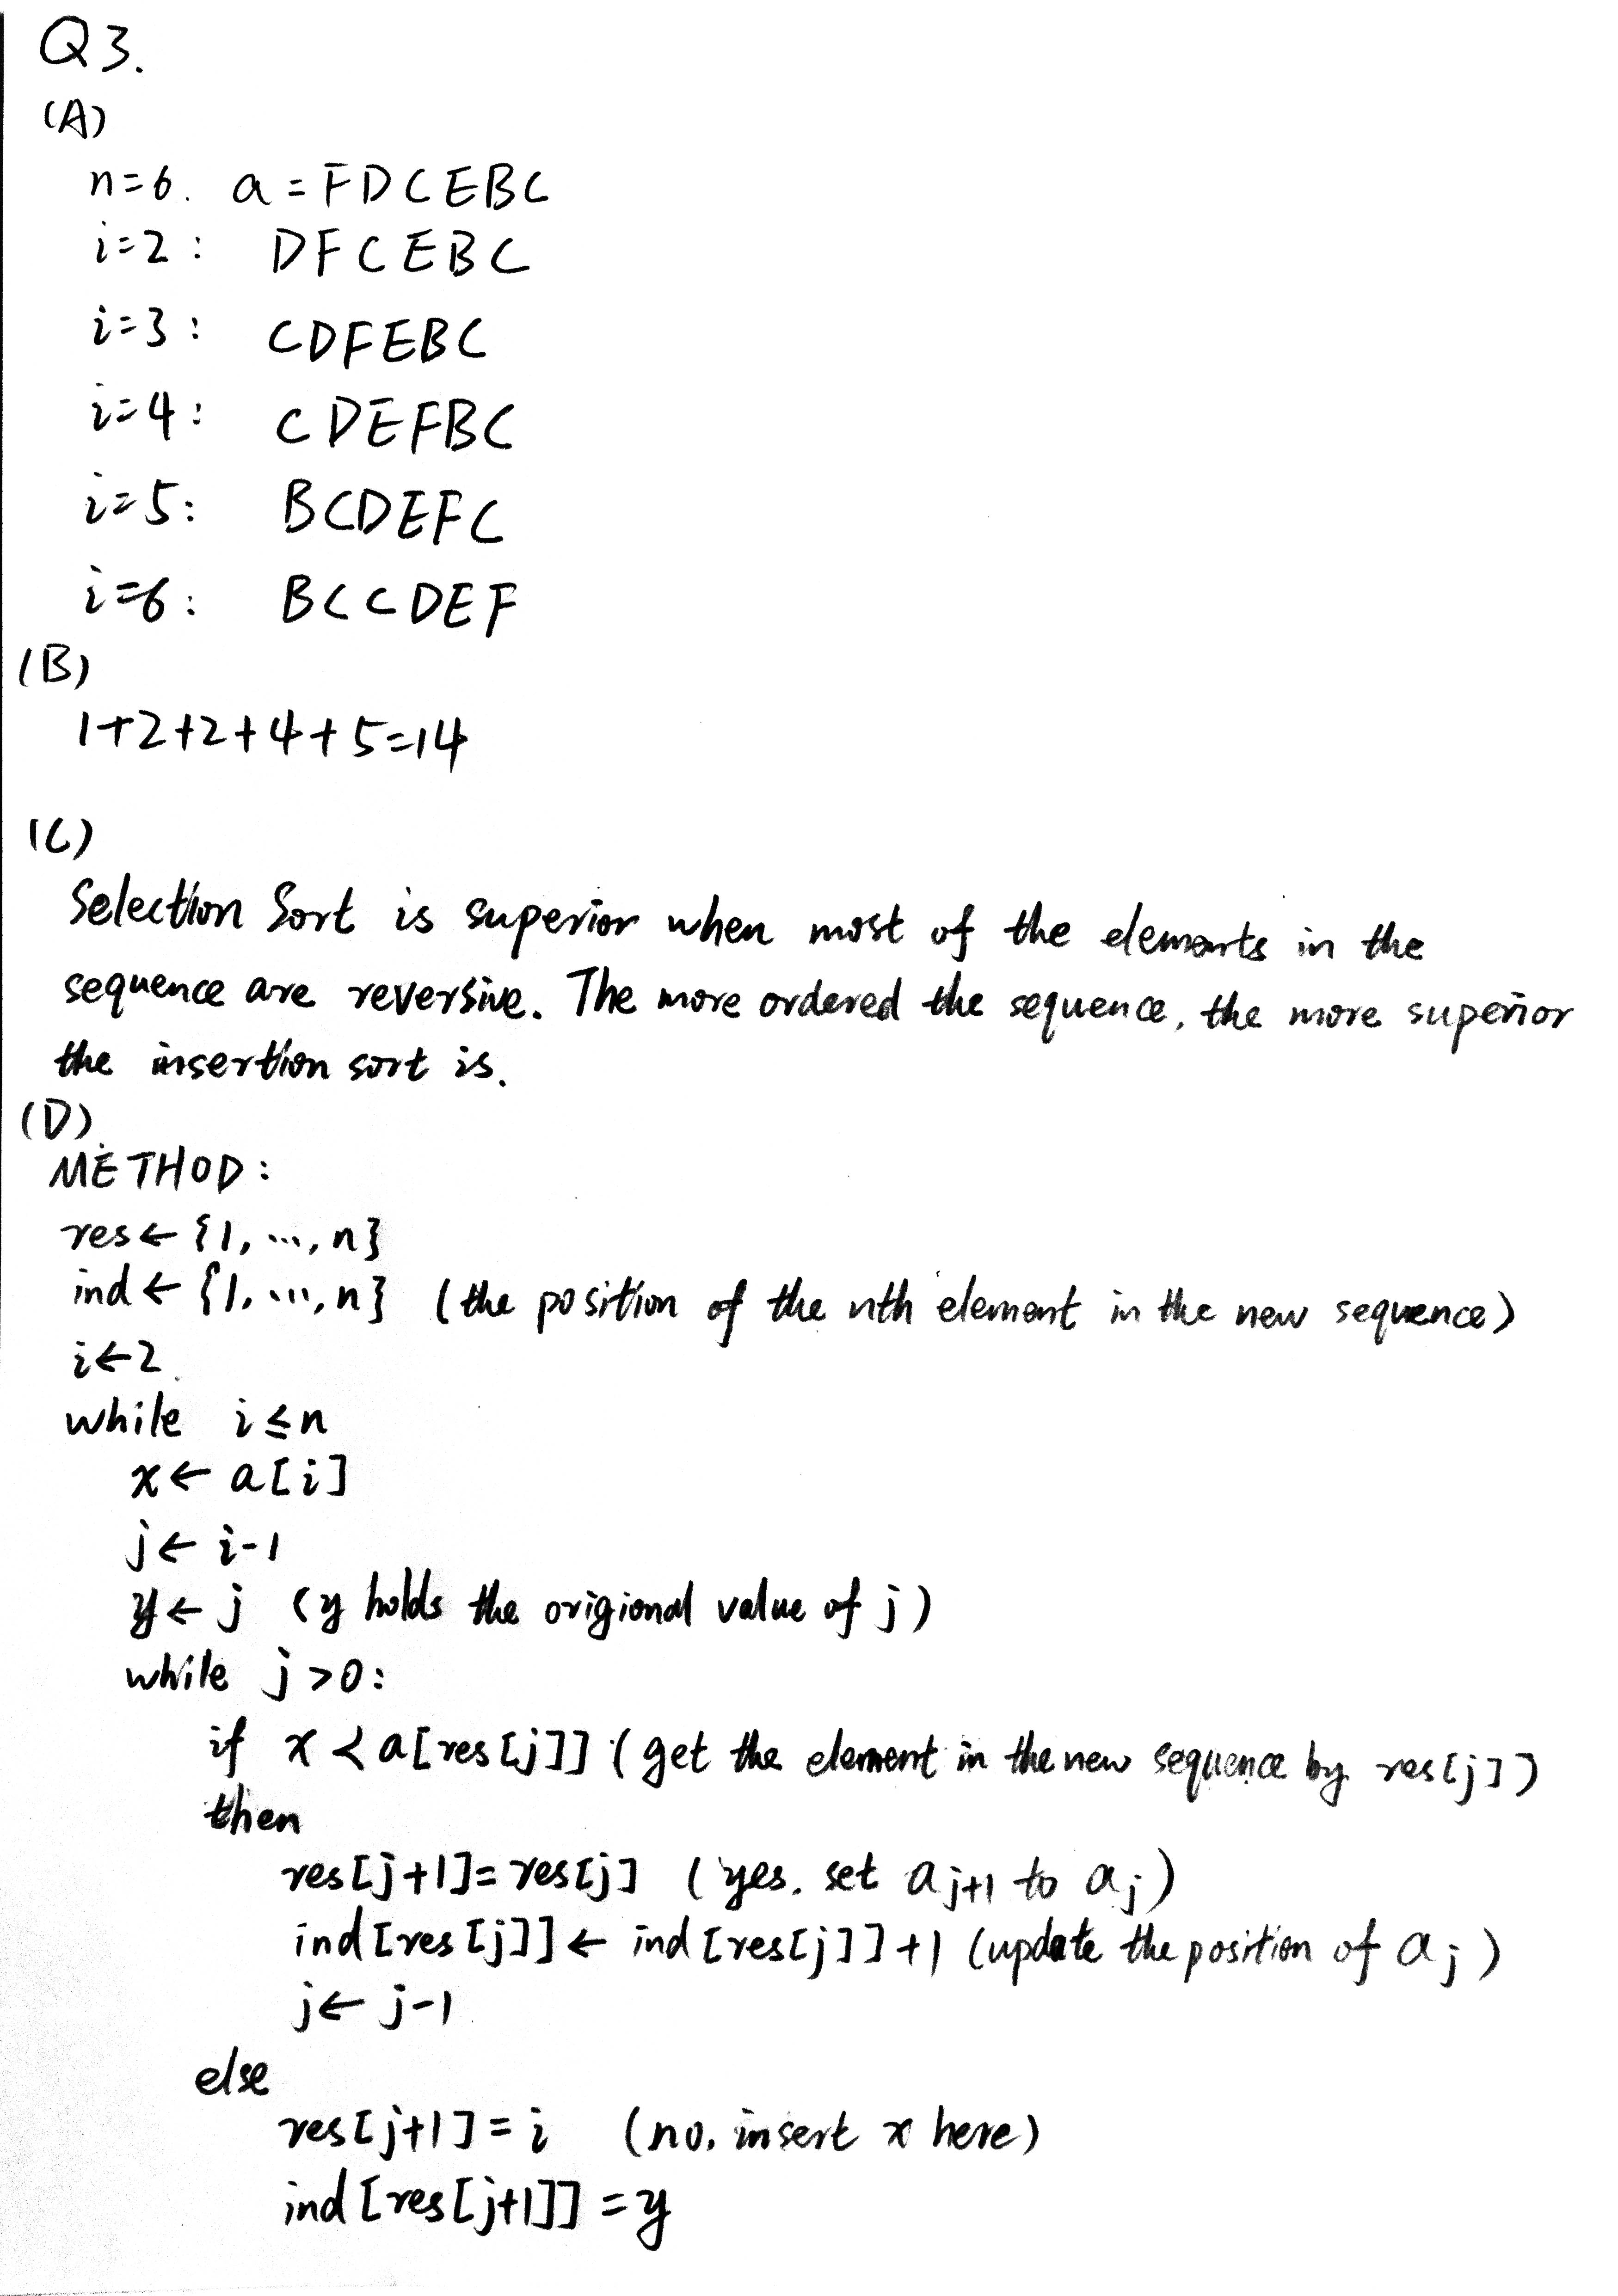 Q3.
(A)
n=6. a=FDCEBC
i=2: DFCEBC
i=3: CDFEBC
i=4: CDEFBC
i=5: BCDEFC
i=6: BCCDEF
(B)
1+2+2+4+5=14
(C)
Selection Sort is superior when most of the elements in the
sequence are reversive. The more ordered the sequence, the more superior
the insertion sort is.
(D)
METHOD:
res ← {1, ..., n}
ind ← {1, ..., n} (the position of the nth element in the new sequence)
i ← 2
while i ≤ n
x ← a[i]
j ← i-1
y ← j (y holds the origional value of j)
while j > 0:
if x < a[res[j]] (get the element in the new sequence by res[j])
then
res[j+1]=res[j] (yes. set aj+1 to aj)
ind[res[j]] ← ind[res[j]]+1 (update the position of aj)
j ← j-1
else
res[j+1] = i (no. insert x here)
ind[res[j+1]] = y